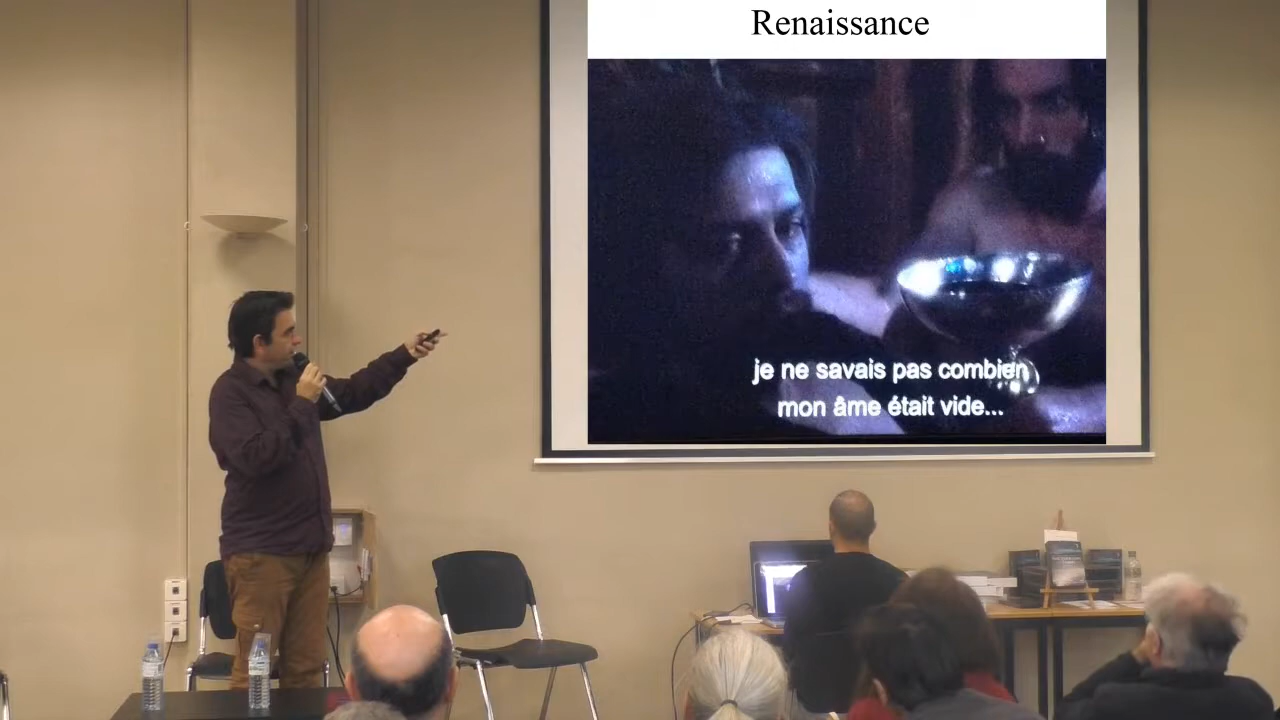 Renaissance
je ne savais pas combien
mon âme était vide...